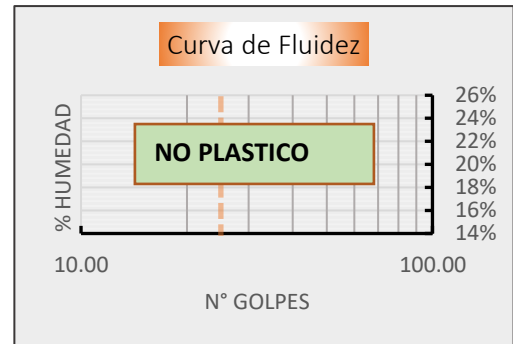 Curva de Fluidez
26%
24%
22%
20%
18%
16%
14%
% HUMEDAD
NO PLASTICO
10.00
100.00
N° GOLPES